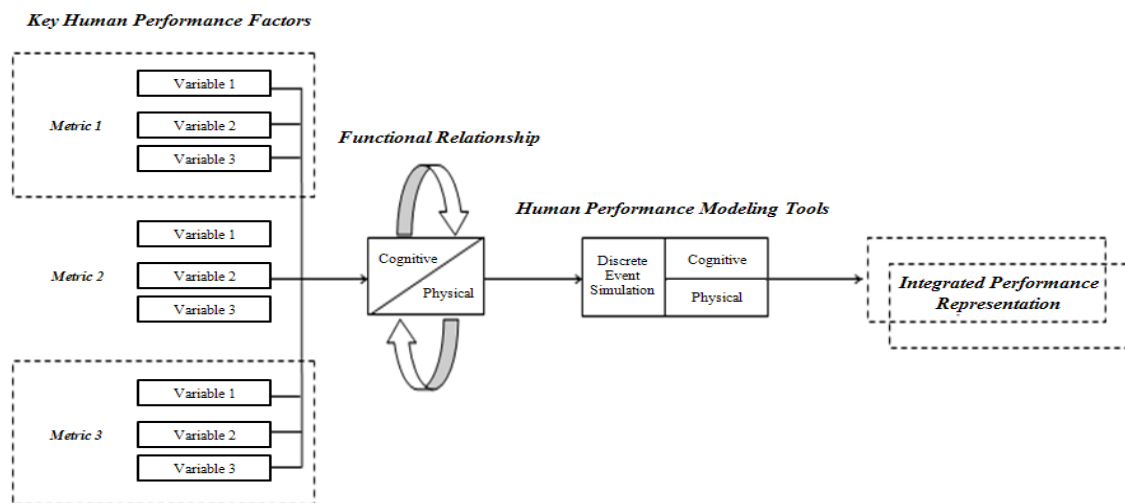 Key Human Performance Factors
Metric 1
Variable 1
Variable 2
Variable 3
Metric 2
Variable 1
Variable 2
Variable 3
Metric 3
Variable 1
Variable 2
Variable 3
Functional Relationship
Cognitive
Physical
Human Performance Modeling Tools
Discrete
Event
Simulation
Cognitive
Physical
Integrated Performance
Representation